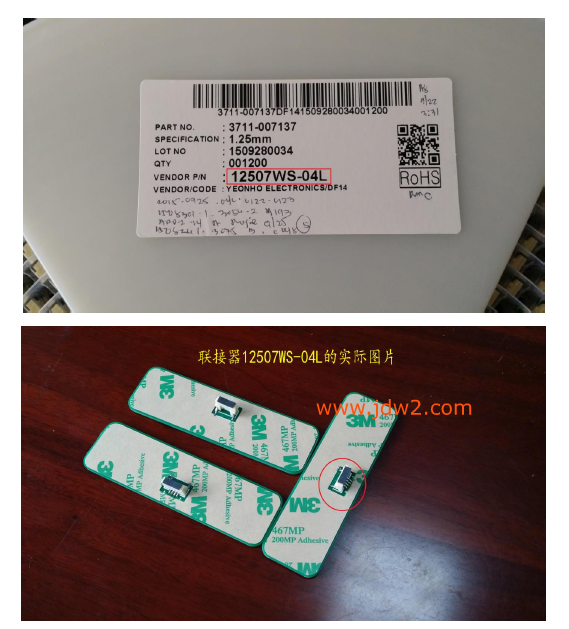 3711-007137DF141509280034001200
PART NO. : 3711-007137
SPECIFICATION : 1.25mm
LOT NO : 1509280034
QTY : 001200
VENDOR P/N : 12507WS-04L
VENDOR/CODE : YEONHO ELECTRONICS/DF14
RoHS
9/22
联接器12507WS-04L的实际图片
www.jdw2.com
3M
467MP
200MP Adhesive
3M
467MP
200MP Adhesive
3M
467MP
200MP Adhesive